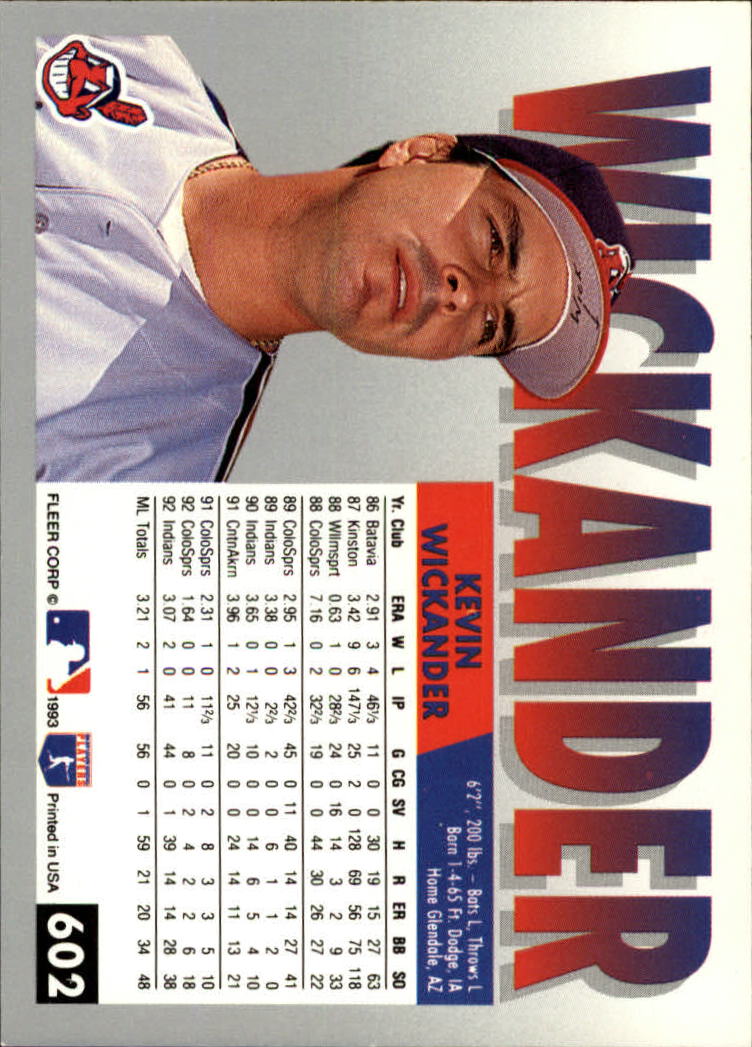 WICKANDER
KEVIN
WICKANDER
6'2", 200 lbs. – Bats L, Throws L
Born 1-4-65 Ft. Dodge, IA
Home Glendale, AZ
Yr. Club ERA W L IP G CG SV H R ER BB SO
86 Batavia 2.91 3 4 46⅓ 11 0 0 30 19 15 27 63
87 Kinston 3.42 9 6 147⅓ 25 2 0 128 69 56 75 118
88 Wllmsprt 0.63 1 0 28⅔ 24 0 16 14 3 2 9 33
88 ColoSprs 7.16 0 2 32⅔ 19 0 0 44 30 26 27 22
89 ColoSprs 2.95 1 3 42⅔ 45 0 11 40 14 14 27 41
89 Indians 3.38 0 0 2⅔ 2 0 0 6 1 1 2 0
90 Indians 3.65 0 1 12⅓ 10 0 0 14 6 5 4 10
91 CntnAkrn 3.96 1 2 25 20 0 0 24 14 11 13 21
91 ColoSprs 2.31 1 0 11⅔ 11 0 2 8 3 3 5 10
92 ColoSprs 1.64 0 0 11 8 0 2 4 2 2 6 18
92 Indians 3.07 2 0 41 44 0 1 39 14 14 28 38
ML Totals 3.21 2 1 56 56 0 1 59 21 20 34 48
FLEER CORP © 1993 PLAYERS Printed in USA 602